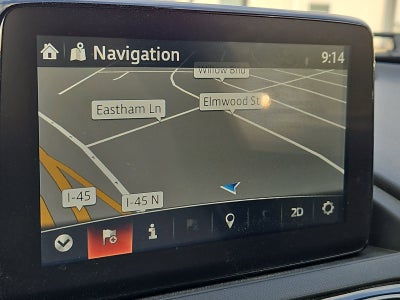 Navigation
9:14
Willow Bnd
Eastham Ln
Elmwood St
I-45
I-45 N
i
2D